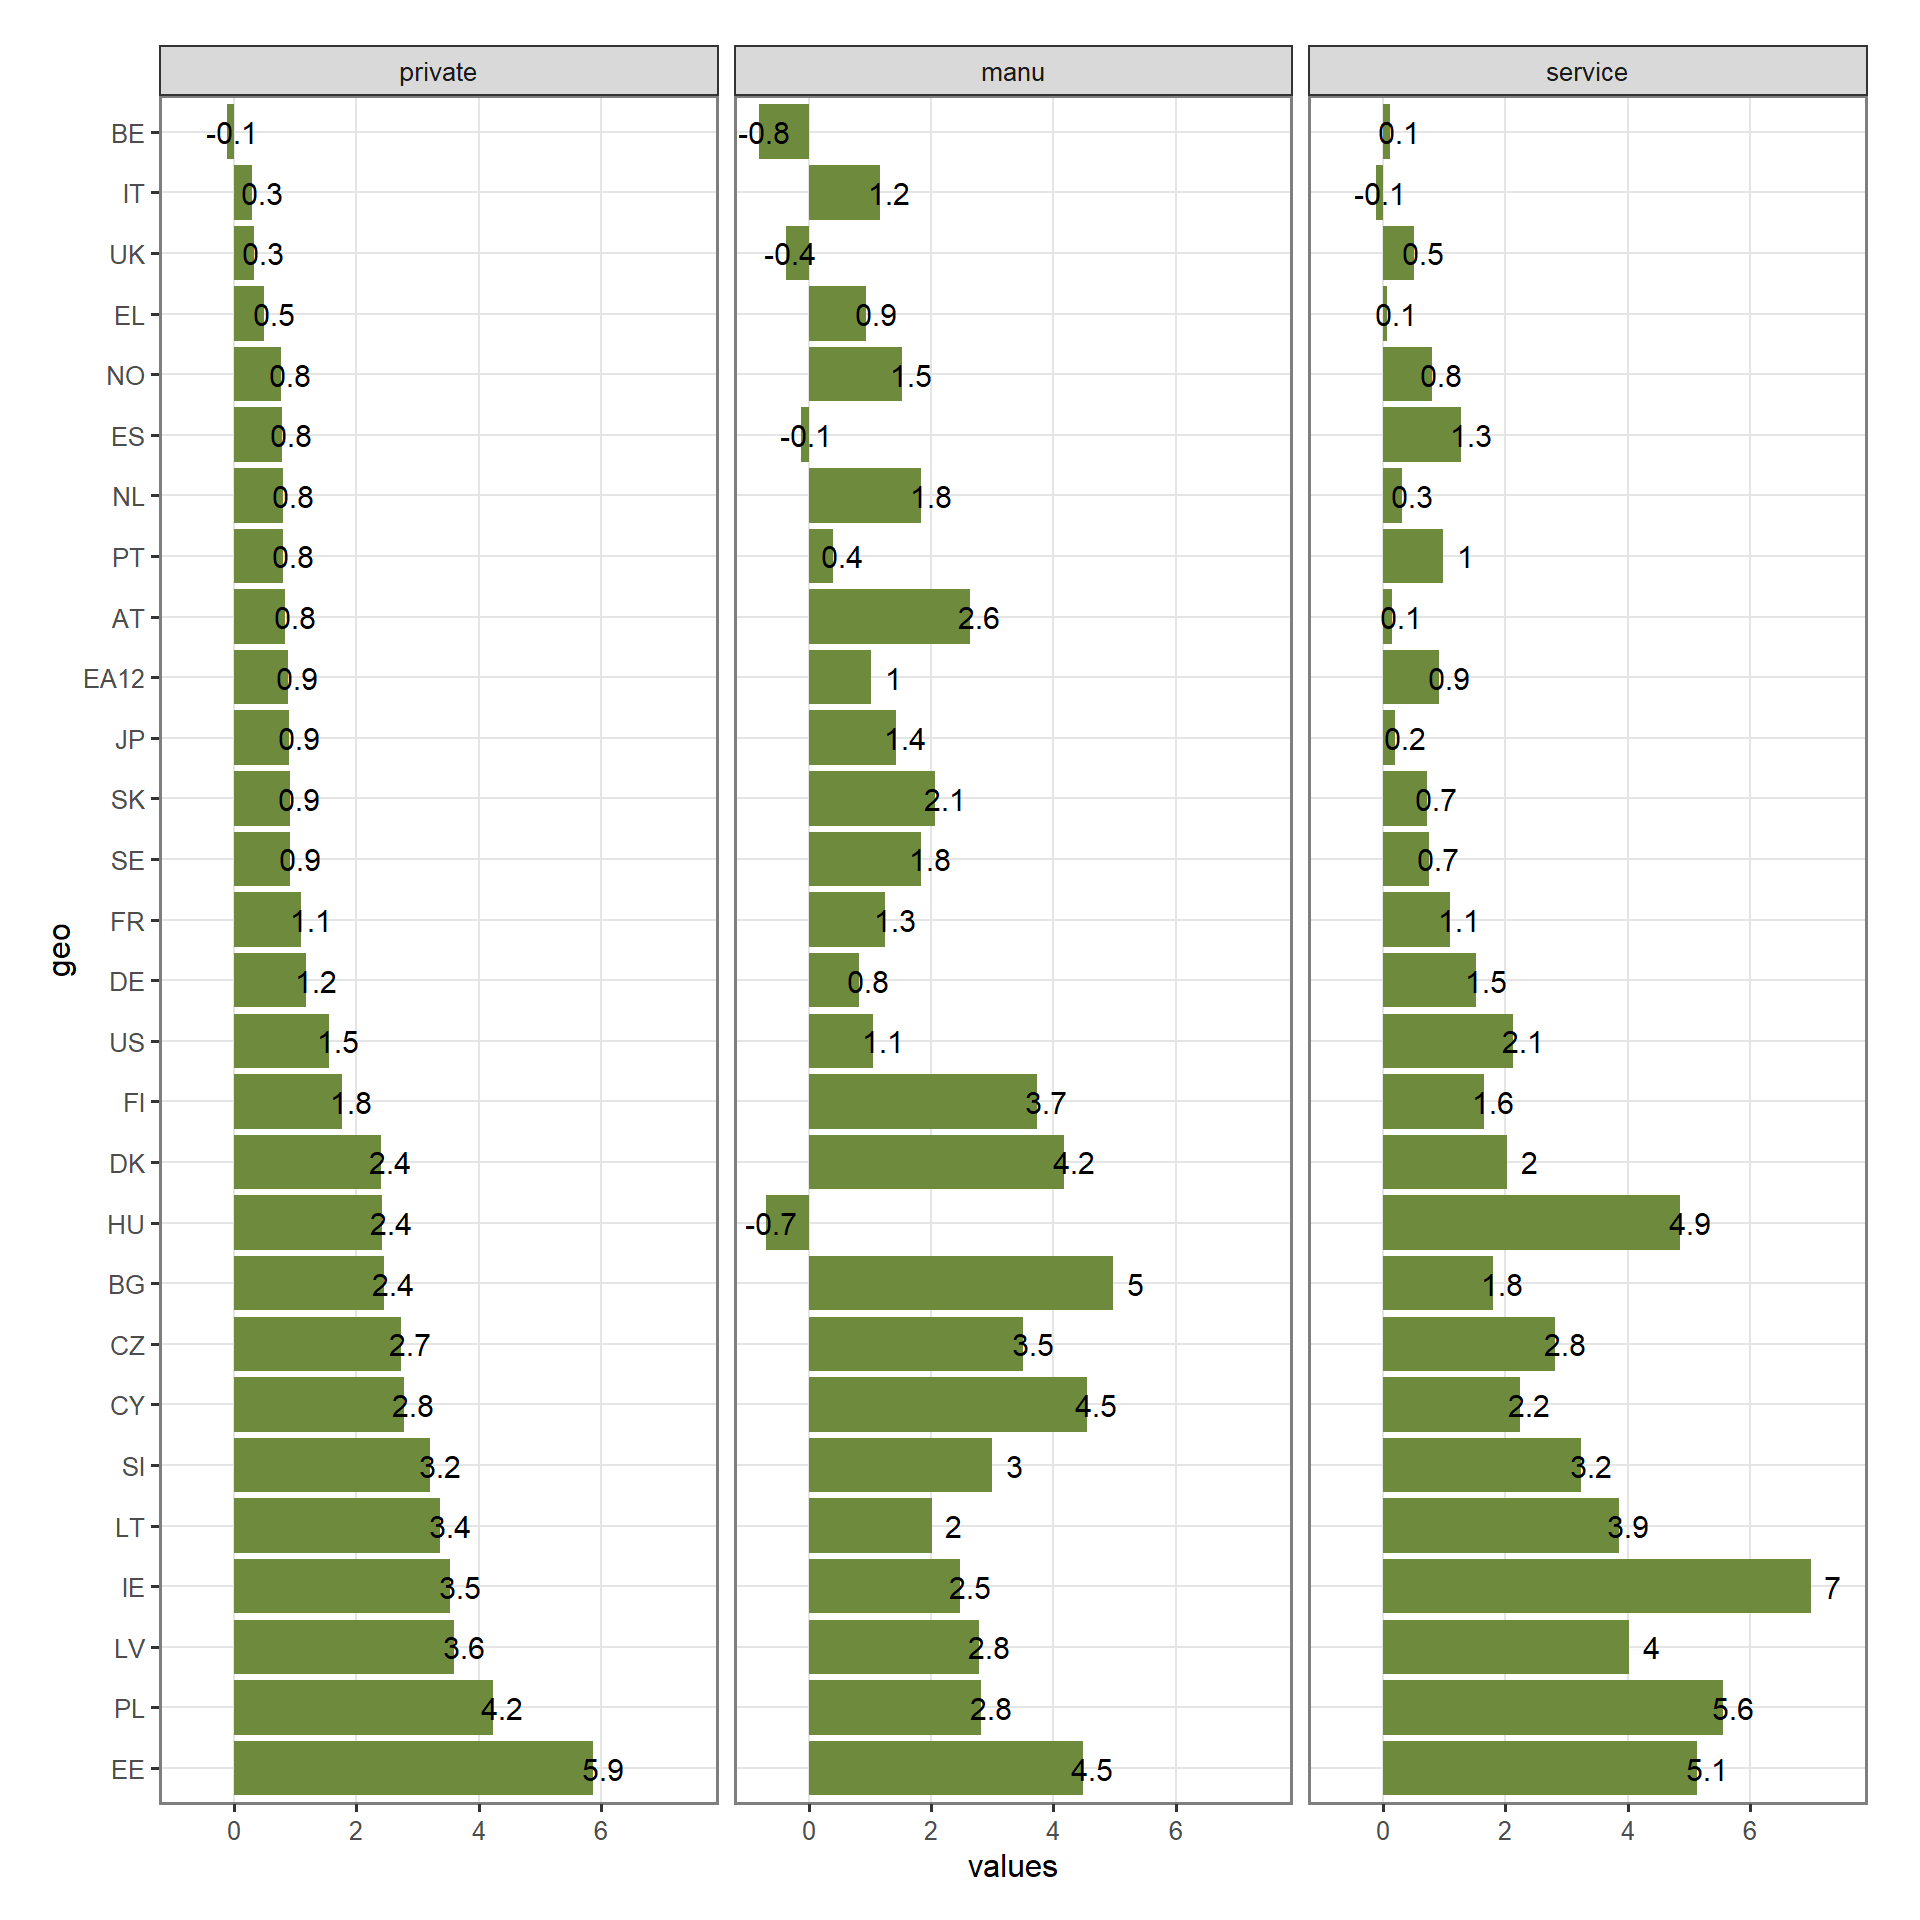 private manu service
BE -0.1 -0.8 0.1
IT 0.3 1.2 -0.1
UK 0.3 -0.4 0.5
EL 0.5 0.9 0.1
NO 0.8 1.5 0.8
ES 0.8 -0.1 1.3
NL 0.8 1.8 0.3
PT 0.8 0.4 1
AT 0.8 2.6 0.1
EA12 0.9 1 0.9
JP 0.9 1.4 0.2
SK 0.9 2.1 0.7
SE 0.9 1.8 0.7
FR 1.1 1.3 1.1
geo
DE 1.2 0.8 1.5
US 1.5 1.1 2.1
FI 1.8 3.7 1.6
DK 2.4 4.2 2
HU 2.4 -0.7 4.9
BG 2.4 5 1.8
CZ 2.7 3.5 2.8
CY 2.8 4.5 2.2
SI 3.2 3 3.2
LT 3.4 2 3.9
IE 3.5 2.5 7
LV 3.6 2.8 4
PL 4.2 2.8 5.6
EE 5.9 4.5 5.1
0 2 4 6 0 2 4 6 0 2 4 6
values